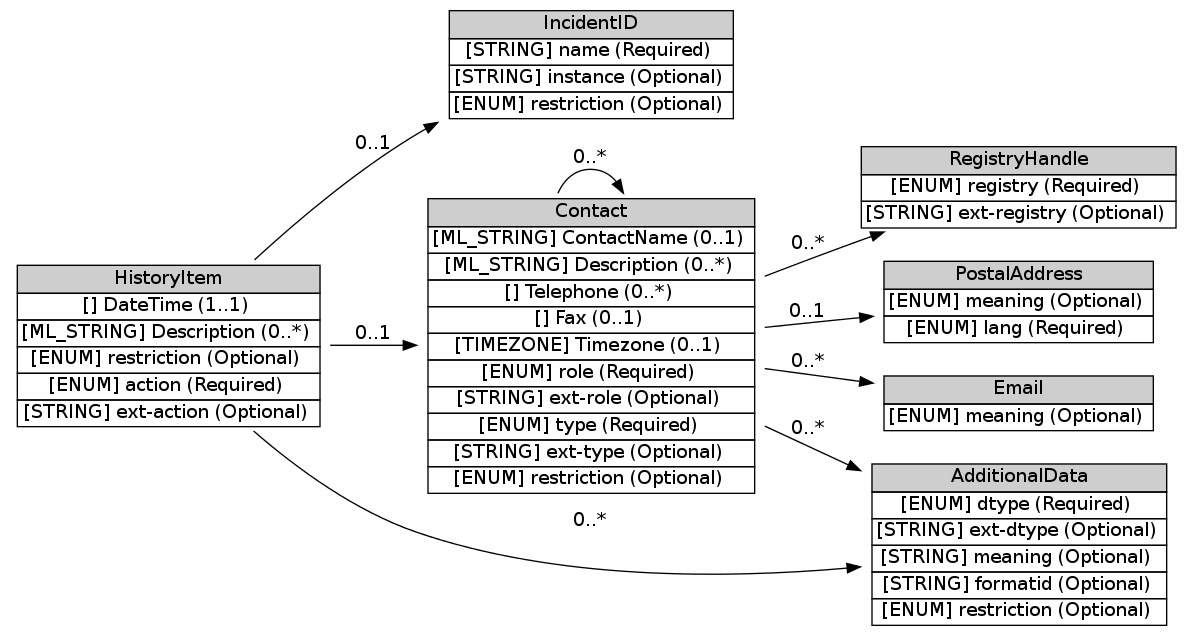 IncidentID
[STRING] name (Required)
[STRING] instance (Optional)
[ENUM] restriction (Optional)
0..1
0..*
HistoryItem
[] DateTime (1..1)
[ML_STRING] Description (0..*)
[ENUM] restriction (Optional)
[ENUM] action (Required)
[STRING] ext-action (Optional)
0..1
0..*
Contact
[ML_STRING] ContactName (0..1)
[ML_STRING] Description (0..*)
[] Telephone (0..*)
[] Fax (0..1)
[TIMEZONE] Timezone (0..1)
[ENUM] role (Required)
[STRING] ext-role (Optional)
[ENUM] type (Required)
[STRING] ext-type (Optional)
[ENUM] restriction (Optional)
0..*
0..1
0..*
0..*
RegistryHandle
[ENUM] registry (Required)
[STRING] ext-registry (Optional)
PostalAddress
[ENUM] meaning (Optional)
[ENUM] lang (Required)
Email
[ENUM] meaning (Optional)
AdditionalData
[ENUM] dtype (Required)
[STRING] ext-dtype (Optional)
[STRING] meaning (Optional)
[STRING] formatid (Optional)
[ENUM] restriction (Optional)